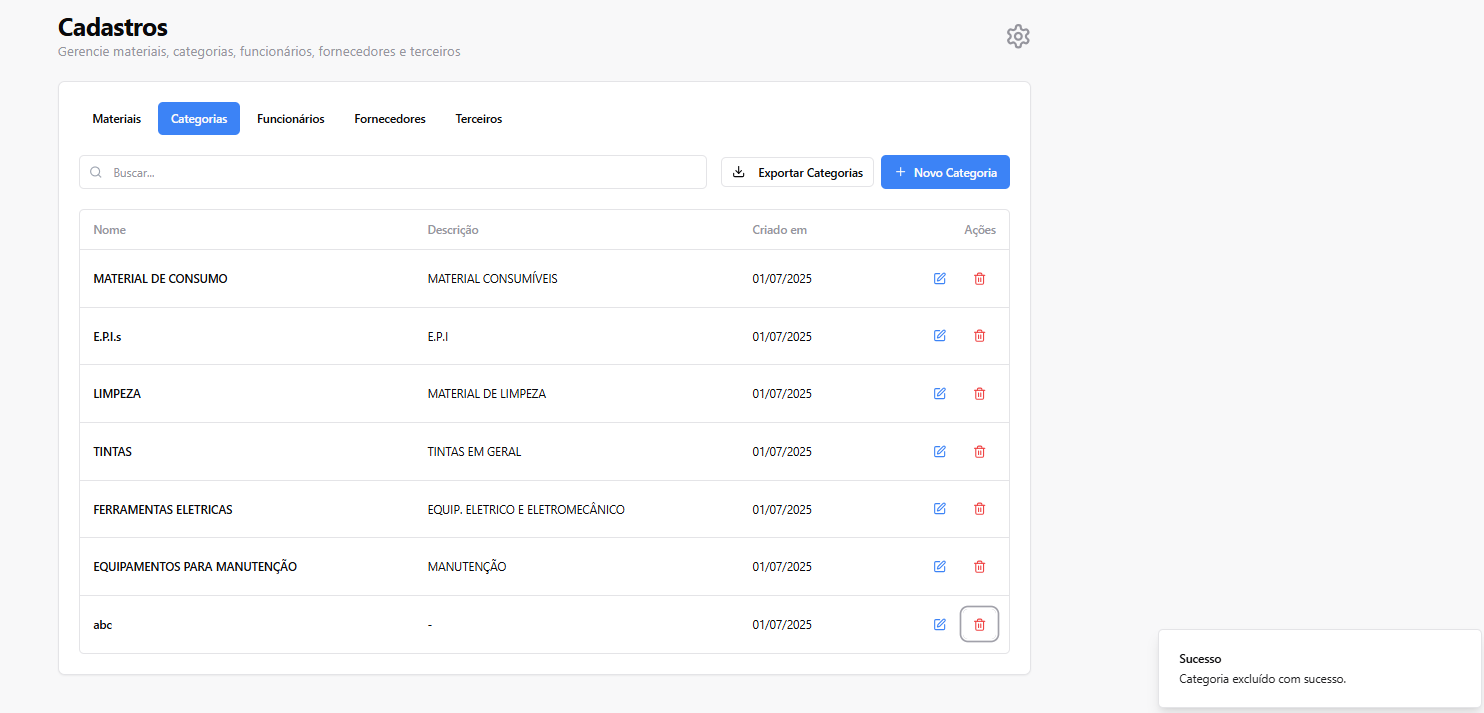 Cadastros
Gerencie materiais, categorias, funcionários, fornecedores e terceiros
Materiais Categorias Funcionários Fornecedores Terceiros
Buscar... Exportar Categorias + Novo Categoria
Nome Descrição Criado em Ações
MATERIAL DE CONSUMO MATERIAL CONSUMÍVEIS 01/07/2025
E.P.I.s E.P.I 01/07/2025
LIMPEZA MATERIAL DE LIMPEZA 01/07/2025
TINTAS TINTAS EM GERAL 01/07/2025
FERRAMENTAS ELETRICAS EQUIP. ELETRICO E ELETROMECÂNICO 01/07/2025
EQUIPAMENTOS PARA MANUTENÇÃO MANUTENÇÃO 01/07/2025
abc - 01/07/2025
Sucesso
Categoria excluído com sucesso.